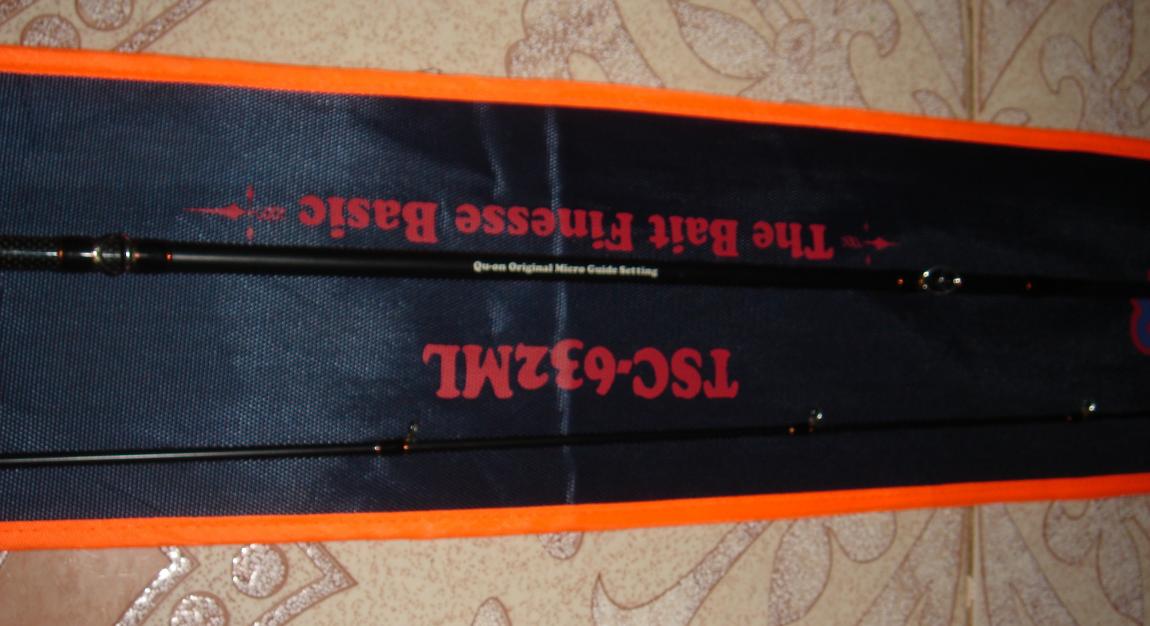 The Bait Finesse Basic
Qu-on Original Micro Guide Setting
TSC-632ML